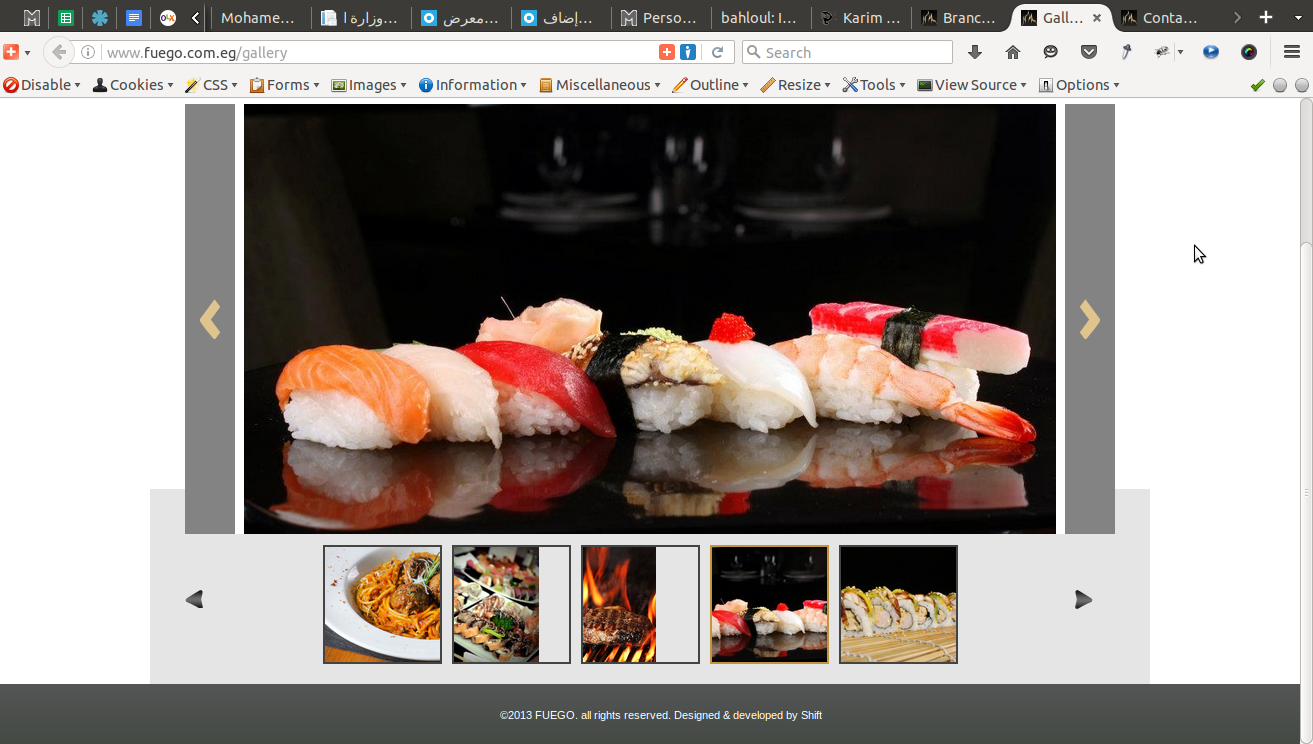 Mohame... وزارة ا... معرض... إضاف... Perso... bahloul: I... Karim ... Branc... Gall... Conta...
www.fuego.com.eg/gallery Search
Disable Cookies CSS Forms Images Information Miscellaneous Outline Resize Tools View Source Options
©2013 FUEGO. all rights reserved. Designed & developed by Shift